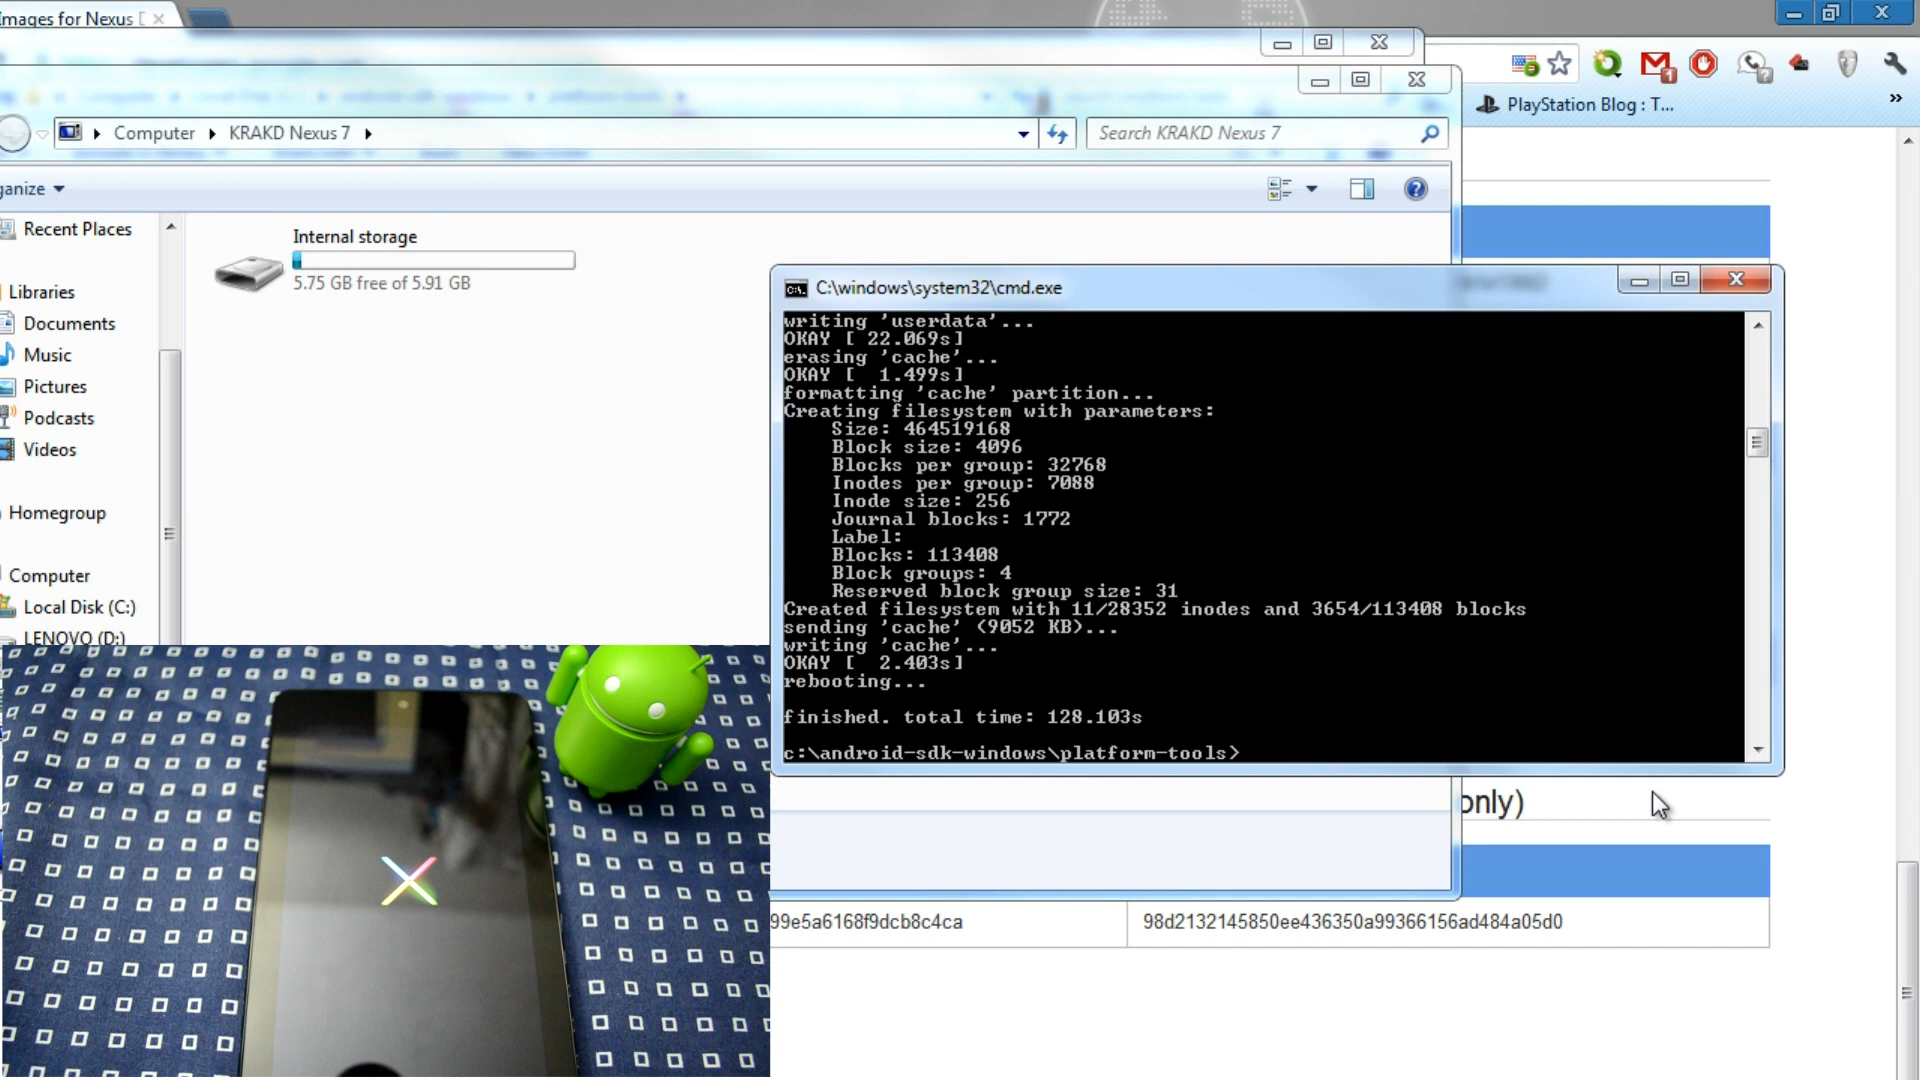 Images for Nexus [
PlayStation Blog : T...
»
Computer
KRAKD Nexus 7
Search KRAKD Nexus 7
ganize
Recent Places
Libraries
Documents
Music
Pictures
Podcasts
Videos
Homegroup
Computer
Local Disk (C:)
LENOVO (D:)
Internal storage
5.75 GB free of 5.91 GB
C:\windows\system32\cmd.exe
writing 'userdata'...
OKAY [ 22.069s]
erasing 'cache'...
OKAY [  1.499s]
formatting 'cache' partition...
Creating filesystem with parameters:
    Size: 464519168
    Block size: 4096
    Blocks per group: 32768
    Inodes per group: 7088
    Inode size: 256
    Journal blocks: 1772
    Label:
    Blocks: 113408
    Block groups: 4
    Reserved block group size: 31
Created filesystem with 11/28352 inodes and 3654/113408 blocks
sending 'cache' (9052 KB)...
writing 'cache'...
OKAY [  2.403s]
rebooting...
finished. total time: 128.103s
c:\android-sdk-windows\platform-tools>
only)
99e5a6168f9dcb8c4ca
98d2132145850ee436350a99366156ad484a05d0